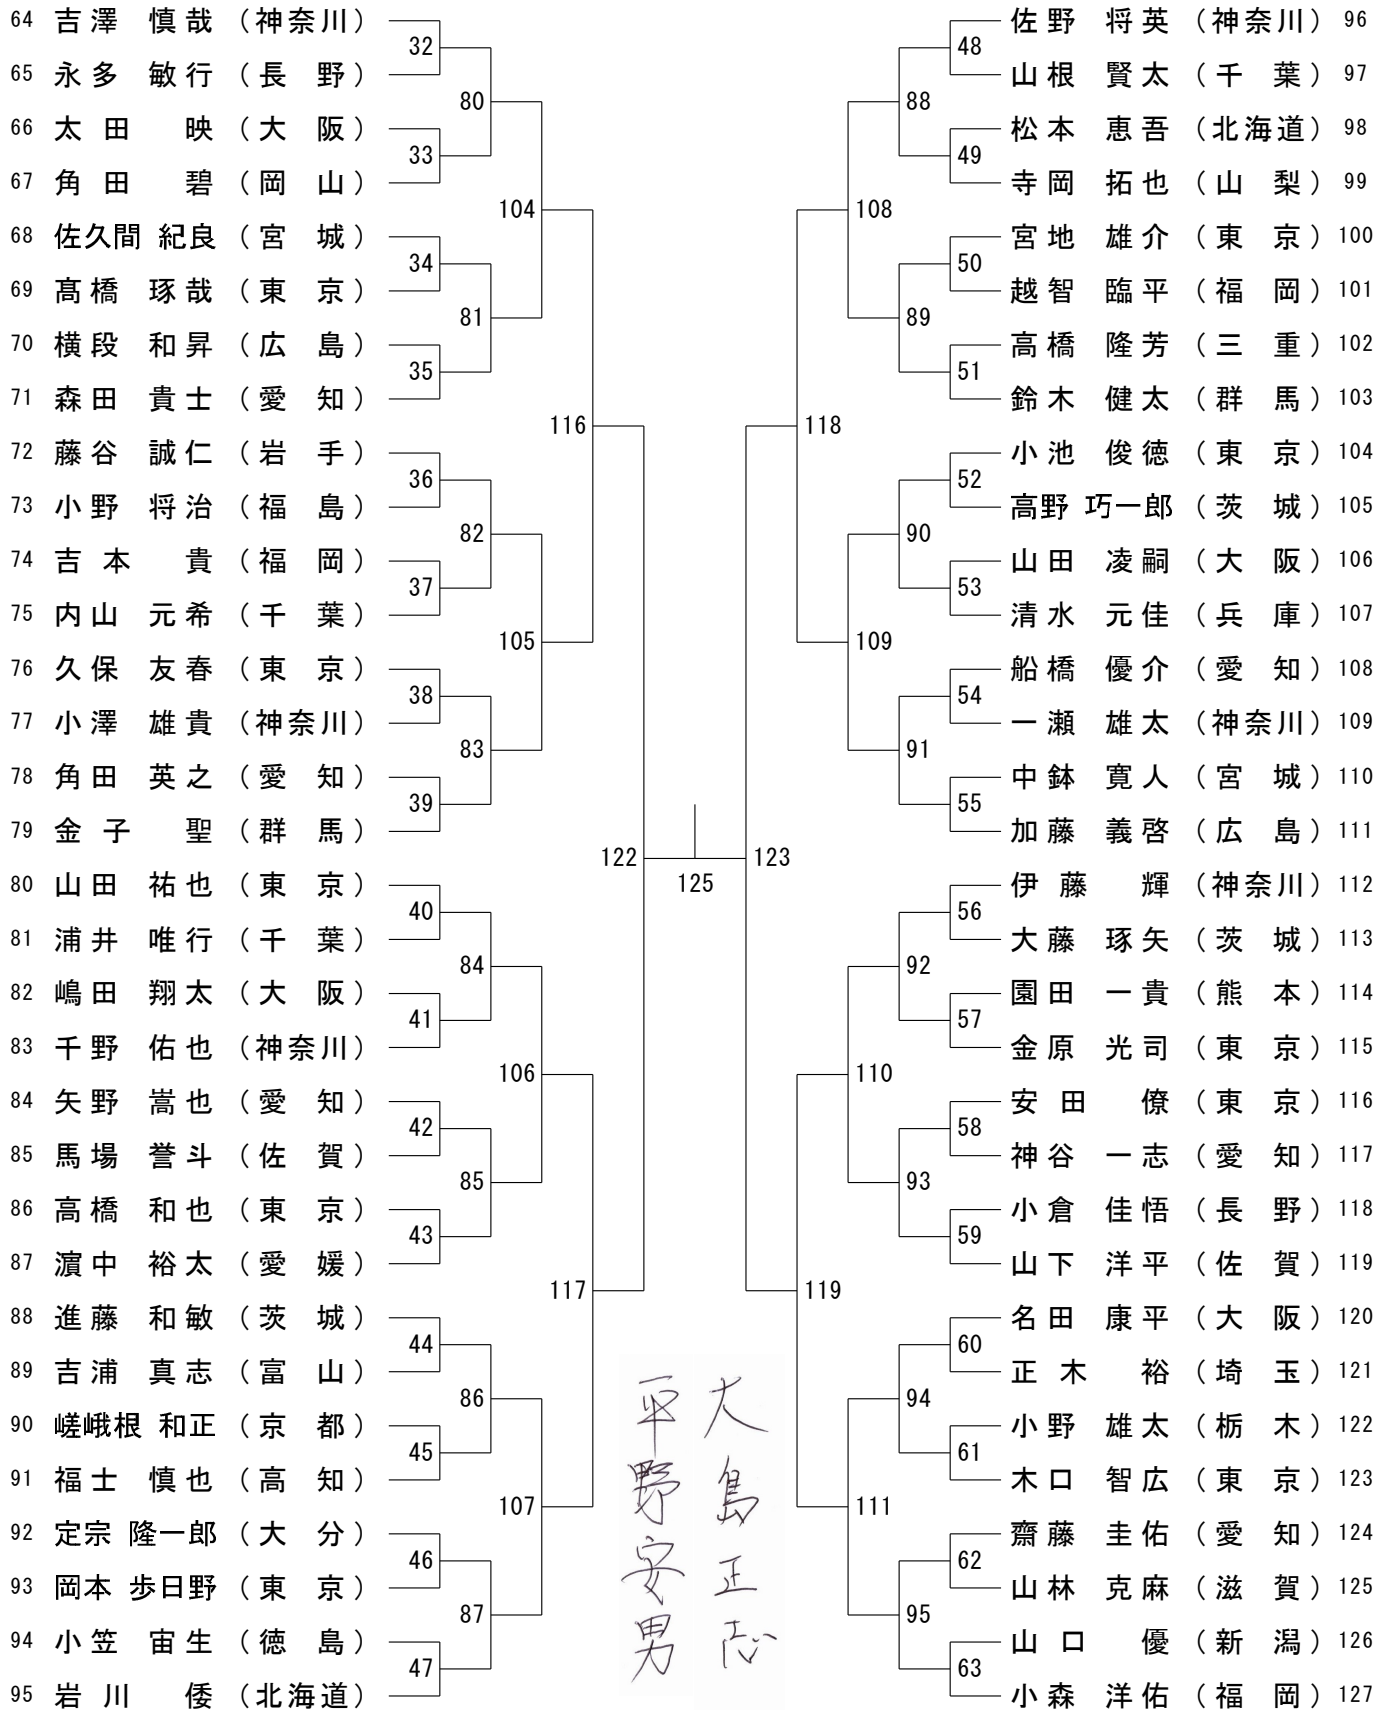 64 吉澤 慎哉 (神奈川)
65 永多 敏行 (長野)
66 太田 映 (大阪)
67 角田 碧 (岡山)
68 佐久間 紀良 (宮城)
69 髙橋 琢哉 (東京)
70 横段 和昇 (広島)
71 森田 貴士 (愛知)
72 藤谷 誠仁 (岩手)
73 小野 将治 (福島)
74 吉本 貴 (福岡)
75 内山 元希 (千葉)
76 久保 友春 (東京)
77 小澤 雄貴 (神奈川)
78 角田 英之 (愛知)
79 金子 聖 (群馬)
80 山田 祐也 (東京)
81 浦井 唯行 (千葉)
82 嶋田 翔太 (大阪)
83 千野 佑也 (神奈川)
84 矢野 嵩也 (愛知)
85 馬場 誉斗 (佐賀)
86 高橋 和也 (東京)
87 濵中 裕太 (愛媛)
88 進藤 和敏 (茨城)
89 吉浦 真志 (富山)
90 嵯峨根 和正 (京都)
91 福士 慎也 (高知)
92 定宗 隆一郎 (大分)
93 岡本 歩日野 (東京)
94 小笠 宙生 (徳島)
95 岩川 倭 (北海道)
32
33
34
35
36
37
38
39
40
41
42
43
44
45
46
47
80
81
82
83
84
85
86
87
104
105
106
107
116
117
122
125
123
118
119
108
109
110
111
88
89
90
91
92
93
94
95
48
49
50
51
52
53
54
55
56
57
58
59
60
61
62
63
佐野 将英 (神奈川) 96
山根 賢太 (千葉) 97
松本 恵吾 (北海道) 98
寺岡 拓也 (山梨) 99
宮地 雄介 (東京) 100
越智 臨平 (福岡) 101
高橋 隆芳 (三重) 102
鈴木 健太 (群馬) 103
小池 俊徳 (東京) 104
高野 巧一郎 (茨城) 105
山田 凌嗣 (大阪) 106
清水 元佳 (兵庫) 107
船橋 優介 (愛知) 108
一瀬 雄太 (神奈川) 109
中鉢 寛人 (宮城) 110
加藤 義啓 (広島) 111
伊藤 輝 (神奈川) 112
大藤 琢矢 (茨城) 113
園田 一貴 (熊本) 114
金原 光司 (東京) 115
安田 僚 (東京) 116
神谷 一志 (愛知) 117
小倉 佳悟 (長野) 118
山下 洋平 (佐賀) 119
名田 康平 (大阪) 120
正木 裕 (埼玉) 121
小野 雄太 (栃木) 122
木口 智広 (東京) 123
齋藤 圭佑 (愛知) 124
山林 克麻 (滋賀) 125
山口 優 (新潟) 126
小森 洋佑 (福岡) 127
大島正志
平野安男